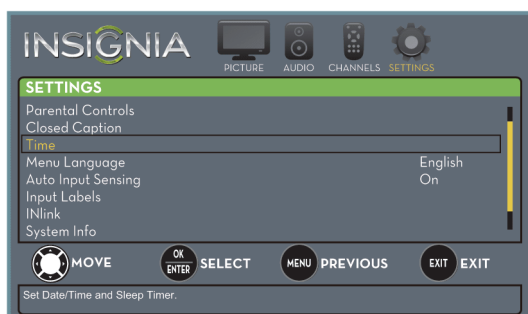 INSIGNIA
PICTURE AUDIO CHANNELS SETTINGS
SETTINGS
Parental Controls
Closed Caption
Time
Menu Language English
Auto Input Sensing On
Input Labels
INlink
System Info
MOVE OK ENTER SELECT MENU PREVIOUS EXIT EXIT
Set Date/Time and Sleep Timer.